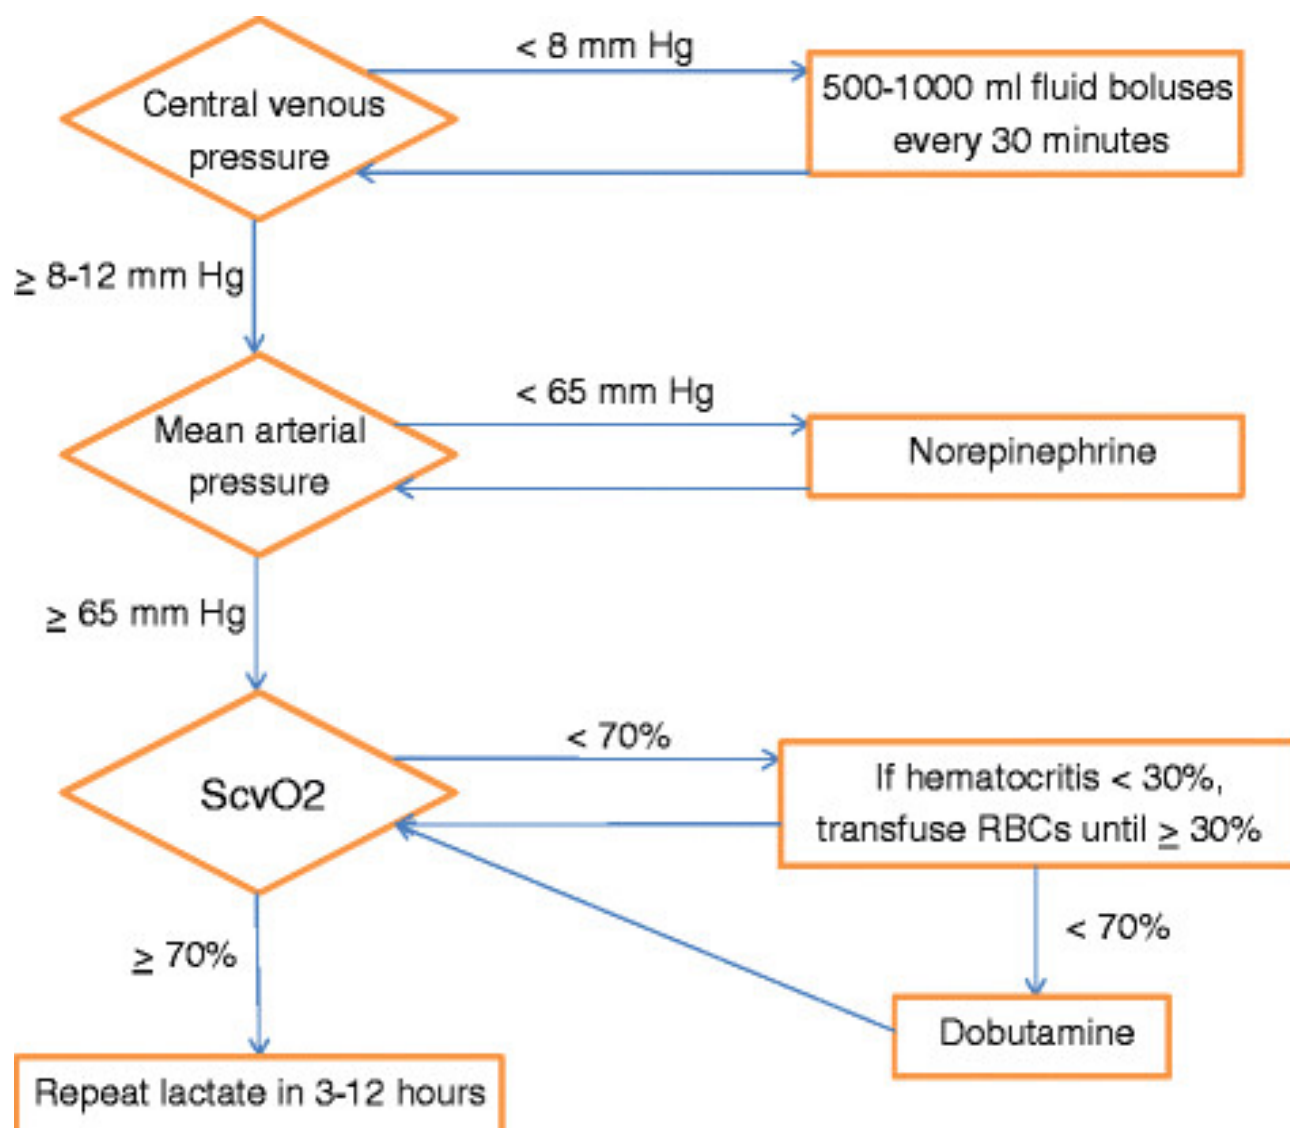 < 8 mm Hg
Central venous
pressure
500-1000 ml fluid boluses
every 30 minutes
≥ 8-12 mm Hg
< 65 mm Hg
Mean arterial
pressure
Norepinephrine
≥ 65 mm Hg
< 70%
ScvO2
If hematocritis < 30%,
transfuse RBCs until ≥ 30%
≥ 70%
< 70%
Dobutamine
Repeat lactate in 3-12 hours